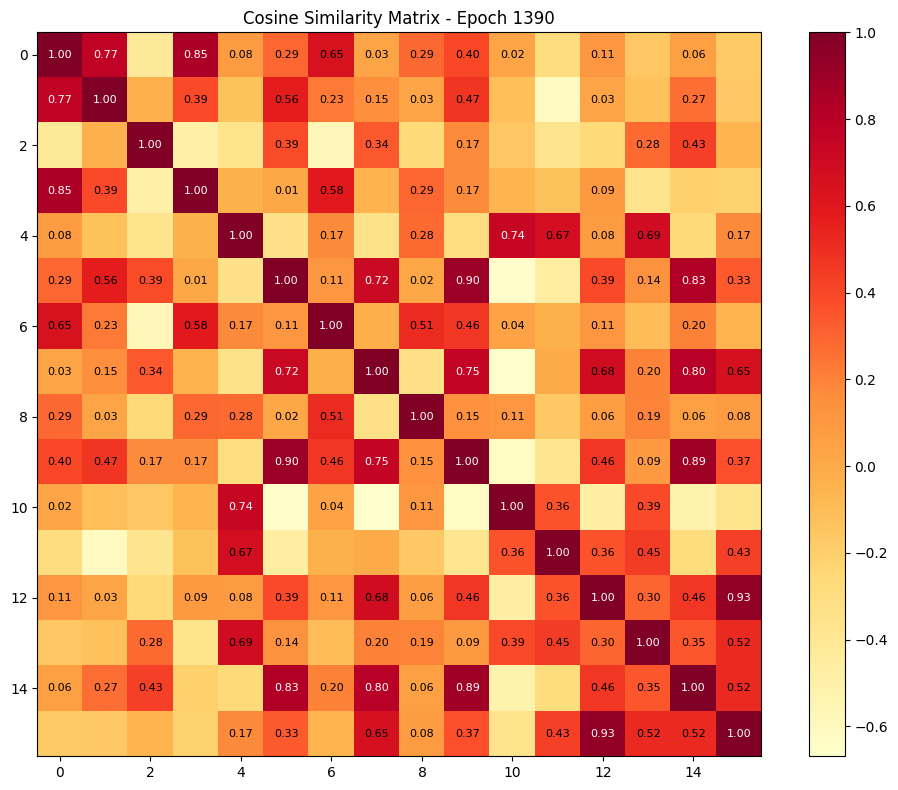 Cosine Similarity Matrix - Epoch 1390
0 1.00 0.77 0.85 0.08 0.29 0.65 0.03 0.29 0.40 0.02 0.11 0.06
0.77 1.00 0.39 0.56 0.23 0.15 0.03 0.47 0.03 0.27
2 1.00 0.39 0.34 0.17 0.28 0.43
0.85 0.39 1.00 0.01 0.58 0.29 0.17 0.09
4 0.08 1.00 0.17 0.28 0.74 0.67 0.08 0.69 0.17
0.29 0.56 0.39 0.01 1.00 0.11 0.72 0.02 0.90 0.39 0.14 0.83 0.33
6 0.65 0.23 0.58 0.17 0.11 1.00 0.51 0.46 0.04 0.11 0.20
0.03 0.15 0.34 0.72 1.00 0.75 0.68 0.20 0.80 0.65
8 0.29 0.03 0.29 0.28 0.02 0.51 1.00 0.15 0.11 0.06 0.19 0.06 0.08
0.40 0.47 0.17 0.17 0.90 0.46 0.75 0.15 1.00 0.46 0.09 0.89 0.37
10 0.02 0.74 0.04 0.11 1.00 0.36 0.39
0.67 0.36 1.00 0.36 0.45 0.43
12 0.11 0.03 0.09 0.08 0.39 0.11 0.68 0.06 0.46 0.36 1.00 0.30 0.46 0.93
0.28 0.69 0.14 0.20 0.19 0.09 0.39 0.45 0.30 1.00 0.35 0.52
14 0.06 0.27 0.43 0.83 0.20 0.80 0.06 0.89 0.46 0.35 1.00 0.52
0.17 0.33 0.65 0.08 0.37 0.43 0.93 0.52 0.52 1.00
0 2 4 6 8 10 12 14
1.0
0.8
0.6
0.4
0.2
0.0
−0.2
−0.4
−0.6